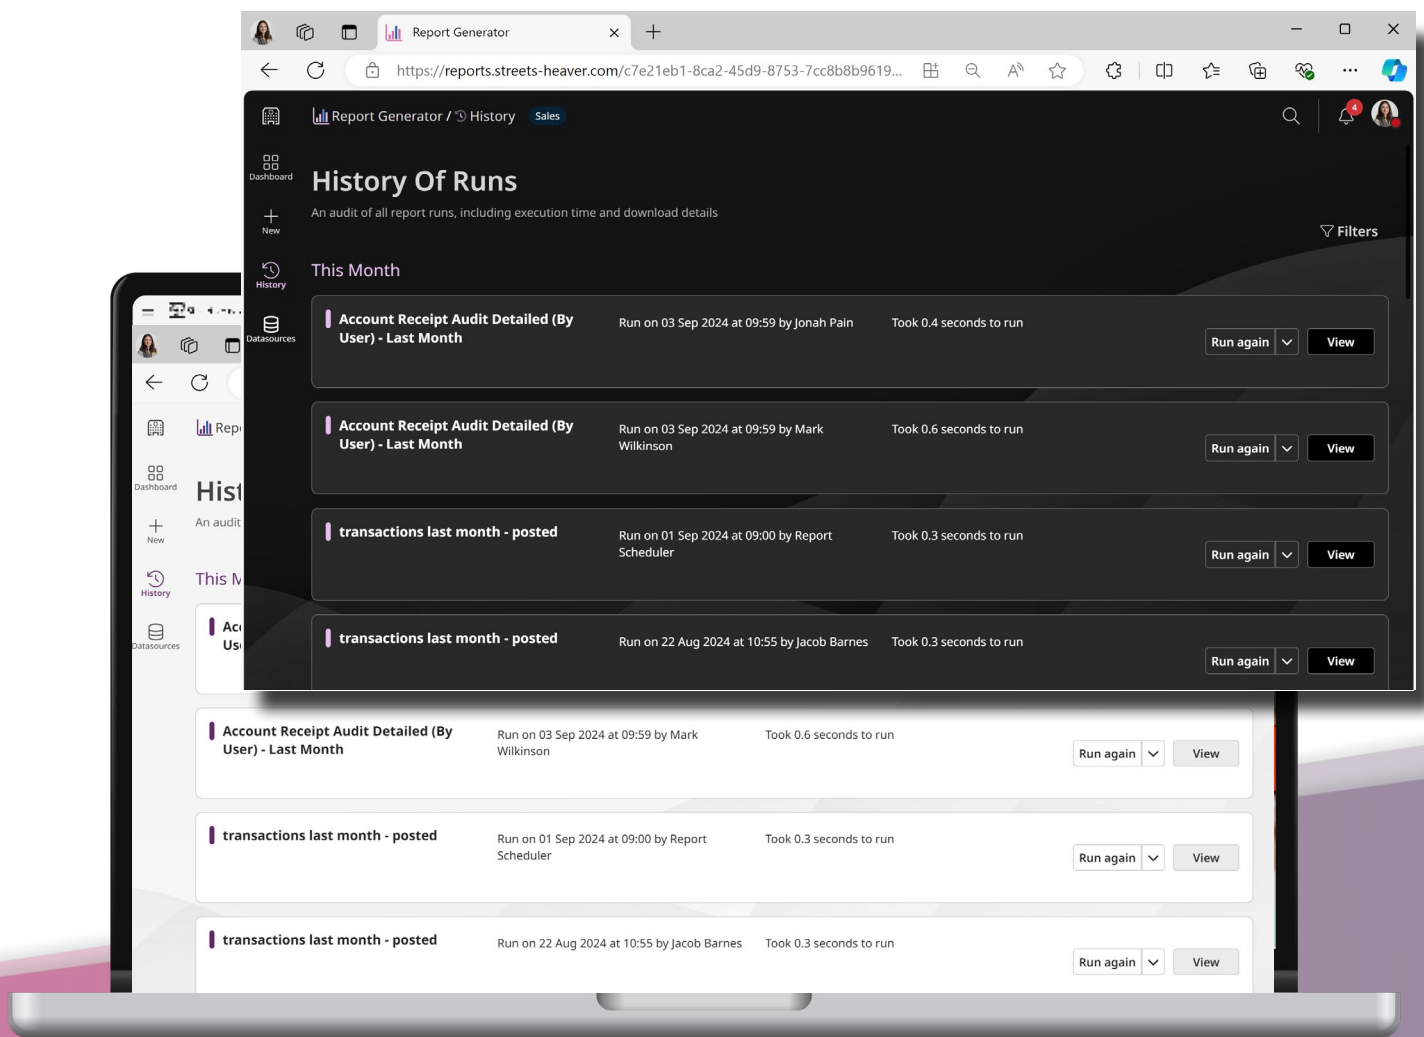 Report Generator
https://reports.streets-heaver.com/c7e21eb1-8ca2-45d9-8753-7cc8b8b9619...
Report Generator / History Sales
4
Dashboard
New
History
Datasources
History Of Runs
An audit of all report runs, including execution time and download details
Filters
This Month
Account Receipt Audit Detailed (By
User) - Last Month
Run on 03 Sep 2024 at 09:59 by Jonah Pain
Took 0.4 seconds to run
Run again
View
Account Receipt Audit Detailed (By
User) - Last Month
Run on 03 Sep 2024 at 09:59 by Mark
Wilkinson
Took 0.6 seconds to run
Run again
View
transactions last month - posted
Run on 01 Sep 2024 at 09:00 by Report
Scheduler
Took 0.3 seconds to run
Run again
View
transactions last month - posted
Run on 22 Aug 2024 at 10:55 by Jacob Barnes
Took 0.3 seconds to run
Run again
View
Rep
Dashboard
New
History
Datasources
Hist
An audit
This M
Acc
Use
Account Receipt Audit Detailed (By
User) - Last Month
Run on 03 Sep 2024 at 09:59 by Mark
Wilkinson
Took 0.6 seconds to run
Run again
View
transactions last month - posted
Run on 01 Sep 2024 at 09:00 by Report
Scheduler
Took 0.3 seconds to run
Run again
View
transactions last month - posted
Run on 22 Aug 2024 at 10:55 by Jacob Barnes
Took 0.3 seconds to run
Run again
View